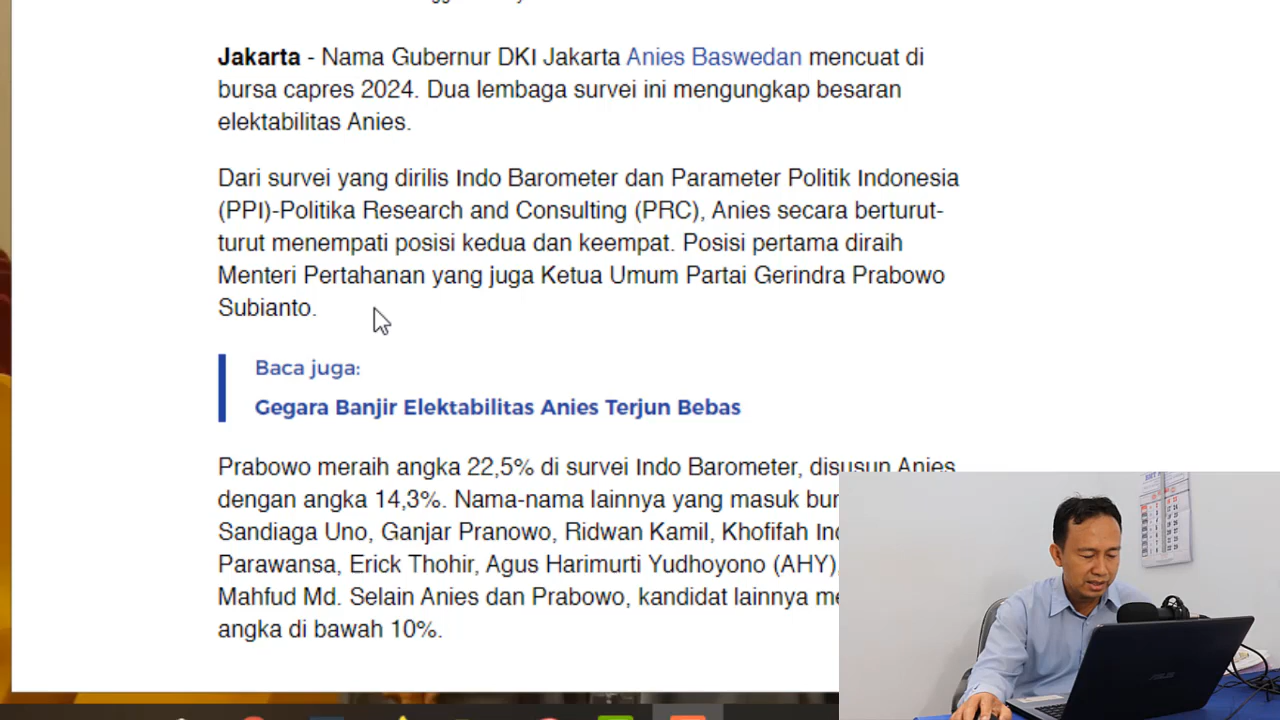 Jakarta - Nama Gubernur DKI Jakarta Anies Baswedan mencuat di
bursa capres 2024. Dua lembaga survei ini mengungkap besaran
elektabilitas Anies.
Dari survei yang dirilis Indo Barometer dan Parameter Politik Indonesia
(PPI)-Politika Research and Consulting (PRC), Anies secara berturut-
turut menempati posisi kedua dan keempat. Posisi pertama diraih
Menteri Pertahanan yang juga Ketua Umum Partai Gerindra Prabowo
Subianto.
Baca juga:
Gegara Banjir Elektabilitas Anies Terjun Bebas
Prabowo meraih angka 22,5% di survei Indo Barometer, disusun Anies
dengan angka 14,3%. Nama-nama lainnya yang masuk
Sandiaga Uno, Ganjar Pranowo, Ridwan Kamil, Khofifah
Parawansa, Erick Thohir, Agus Harimurti Yudhoyono (AHY),
Mahfud Md. Selain Anies dan Prabowo, kandidat lainnya
angka di bawah 10%.
ASUS